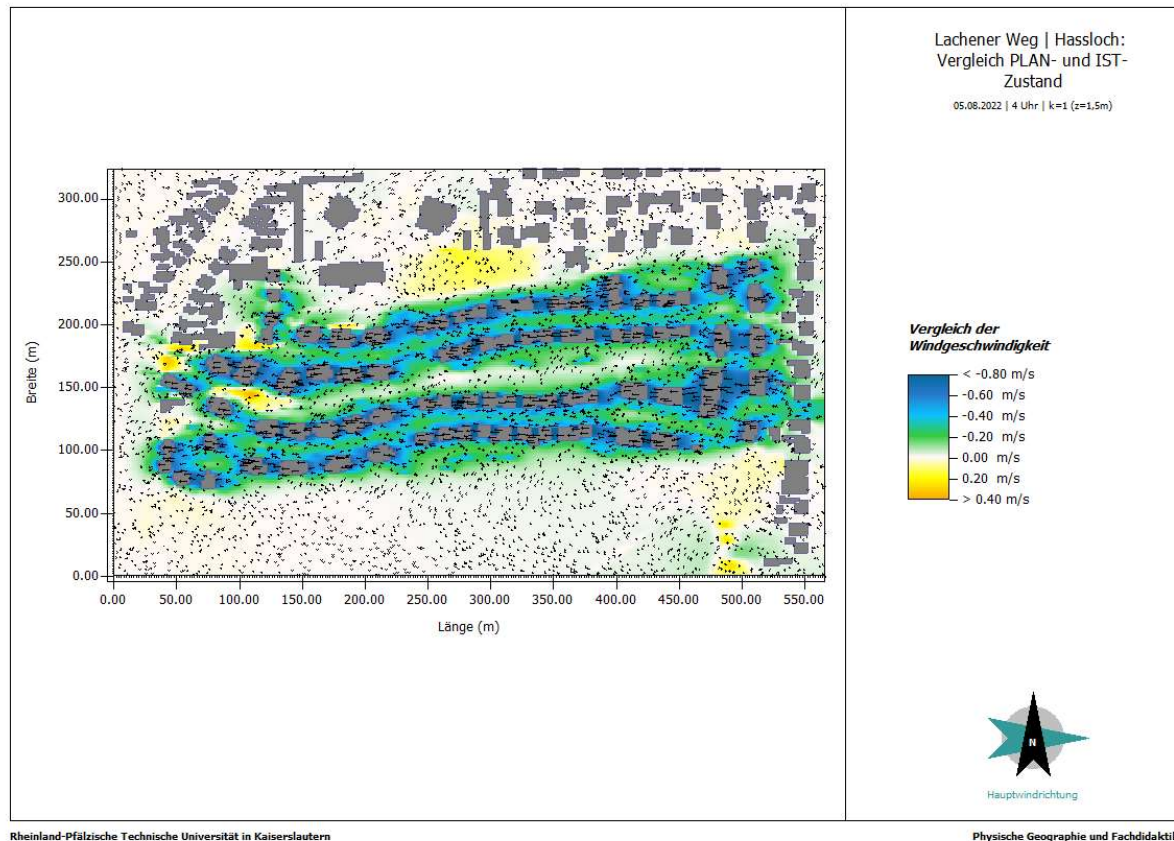 Lachener Weg | Hassloch:
Vergleich PLAN- und IST-
Zustand
05.08.2022 | 4 Uhr | k=1 (z=1,5m)
300.00
250.00
200.00
150.00
100.00
50.00
0.00
Breite (m)
0.00 50.00 100.00 150.00 200.00 250.00 300.00 350.00 400.00 450.00 500.00 550.00
Länge (m)
Vergleich der
Windgeschwindigkeit
< -0.80 m/s
-0.60 m/s
-0.40 m/s
-0.20 m/s
0.00 m/s
0.20 m/s
> 0.40 m/s
N
Hauptwindrichtung
Rheinland-Pfälzische Technische Universität in Kaiserslautern
Physische Geographie und Fachdidaktik